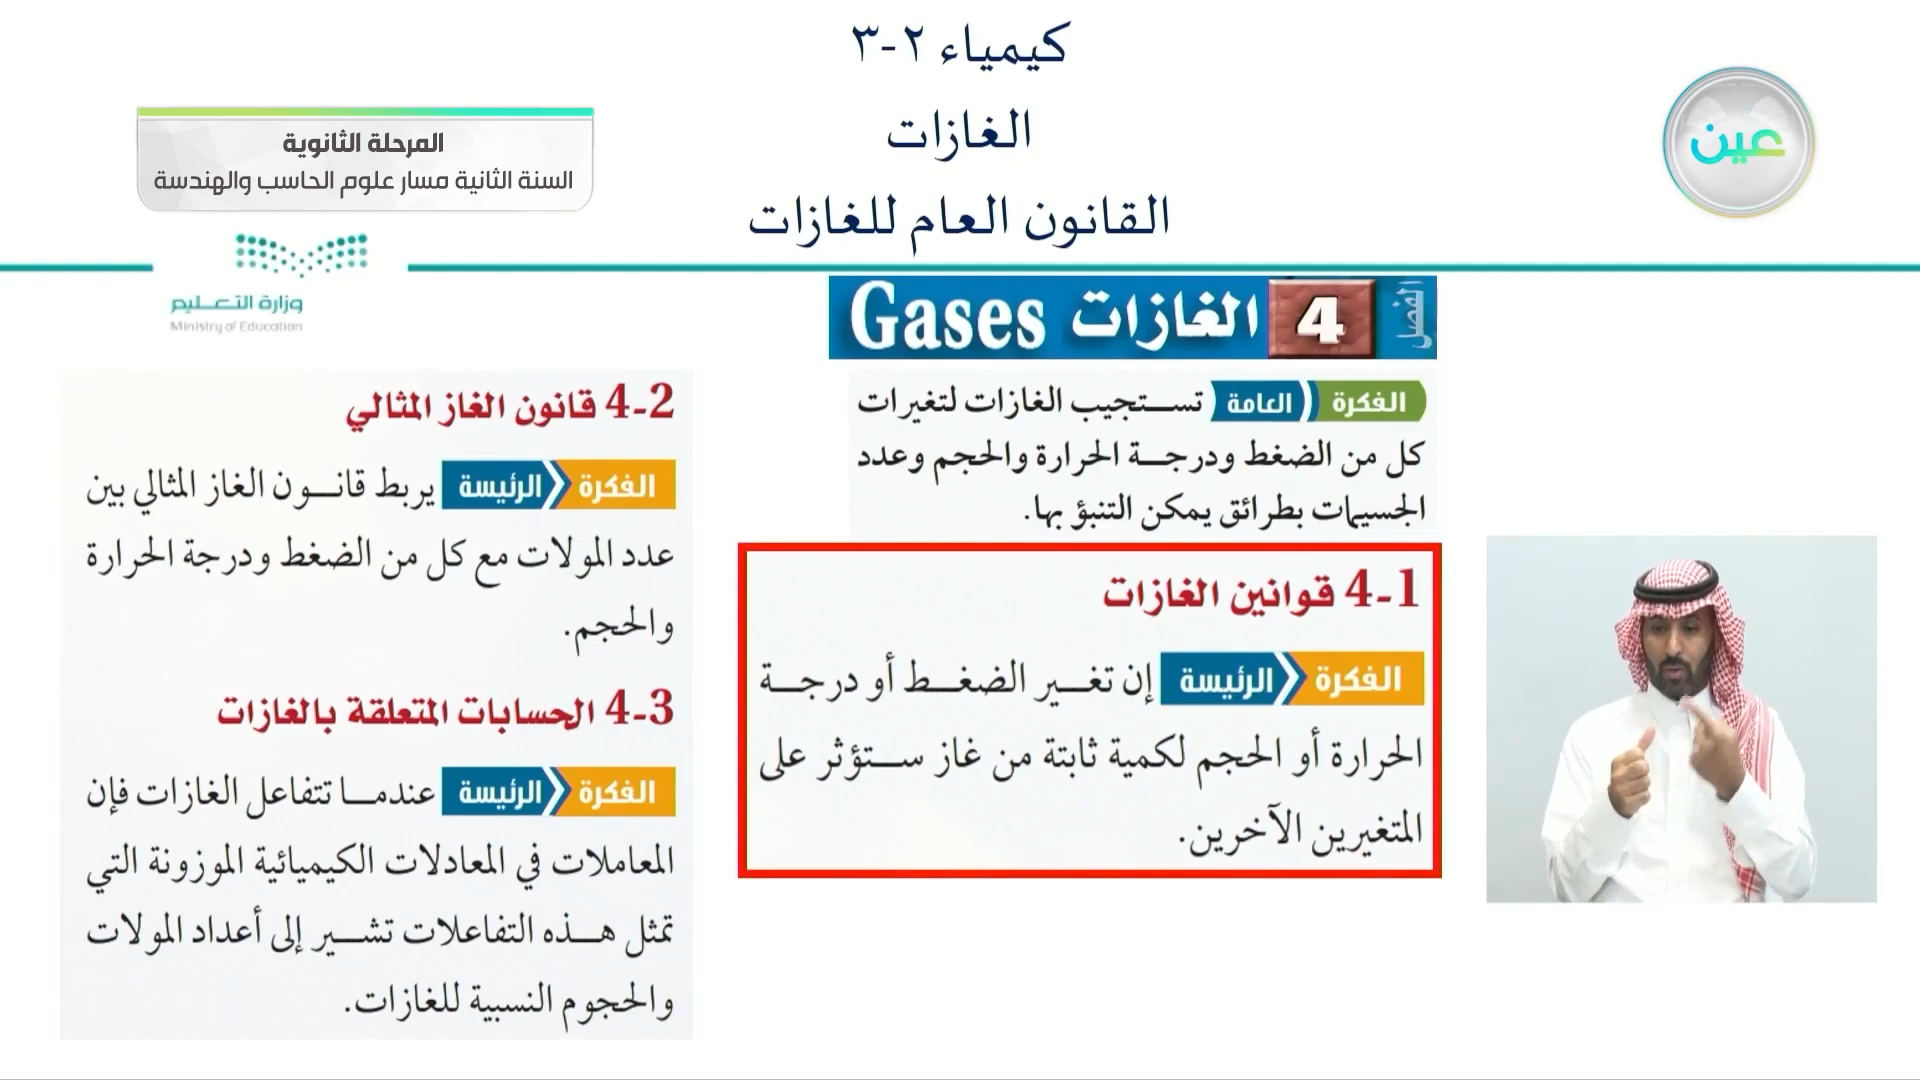 كيمياء ٢-٣
الغازات
القانون العام للغازات
عين
المرحلة الثانوية
السنة الثانية مسار علوم الحاسب والهندسة
وزارة التعليم
Ministry of Education
الفصل 4 الغازات Gases
الفكرة العامة تستجيب الغازات لتغيرات
كل من الضغط ودرجة الحرارة والحجم وعدد
الجسيمات بطرائق يمكن التنبؤ بها.
4-1 قوانين الغازات
الفكرة الرئيسة إن تغير الضغط أو درجة
الحرارة أو الحجم لكمية ثابتة من غاز ستؤثر على
المتغيرين الآخرين.
4-2 قانون الغاز المثالي
الفكرة الرئيسة يربط قانون الغاز المثالي بين
عدد المولات مع كل من الضغط ودرجة الحرارة
والحجم.
4-3 الحسابات المتعلقة بالغازات
الفكرة الرئيسة عندما تتفاعل الغازات فإن
المعاملات في المعادلات الكيميائية الموزونة التي
تمثل هذه التفاعلات تشير إلى أعداد المولات
والحجوم النسبية للغازات.